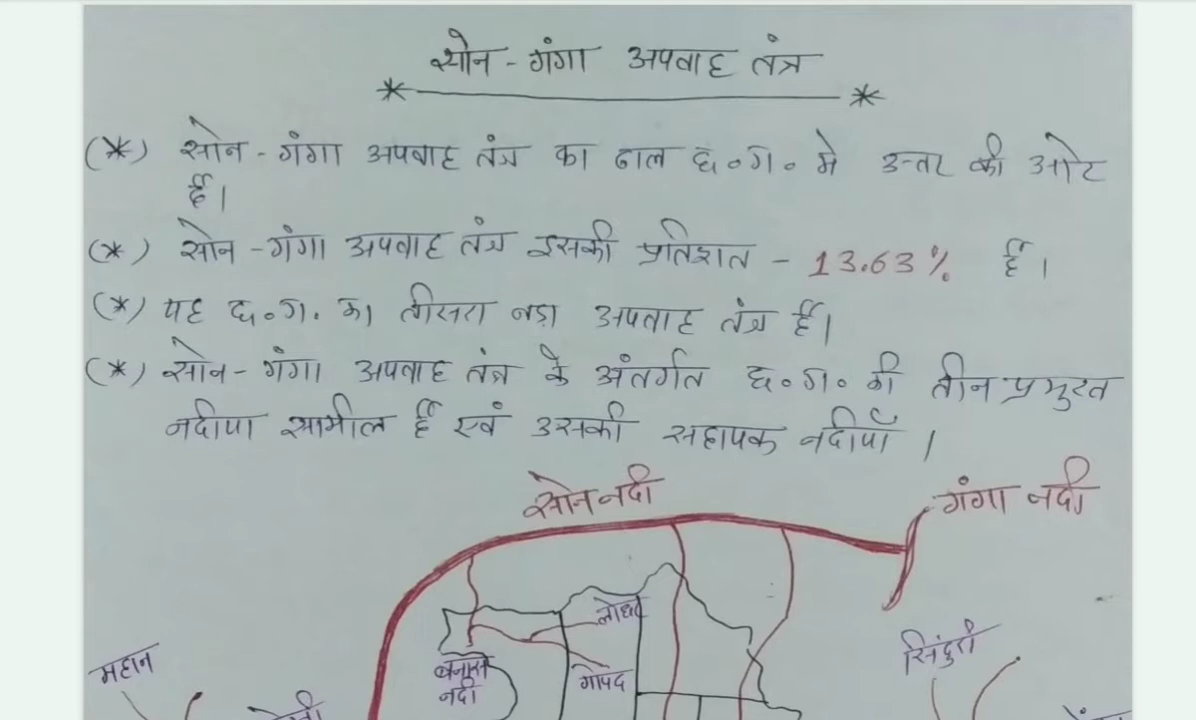 सोन - गंगा अपवाह तंत्र
(*) सोन - गंगा अपवाह तंत्र का ढाल छ.ग. मे उत्तर की ओर
है।
(*) सोन - गंगा अपवाह तंत्र इसकी प्रतिशत - 13.63% है।
(*) यह छ.ग. का तीसरा बड़ा अपवाह तंत्र है।
(*) सोन - गंगा अपवाह तंत्र के अंतर्गत छ.ग. की तीन प्रमुख
नदीया शामील है एवं उसकी सहायक नदीयाँ ।
सोन नदी
गंगा नदी
बनास
नदी
गोपद
महान
सिंदुरी